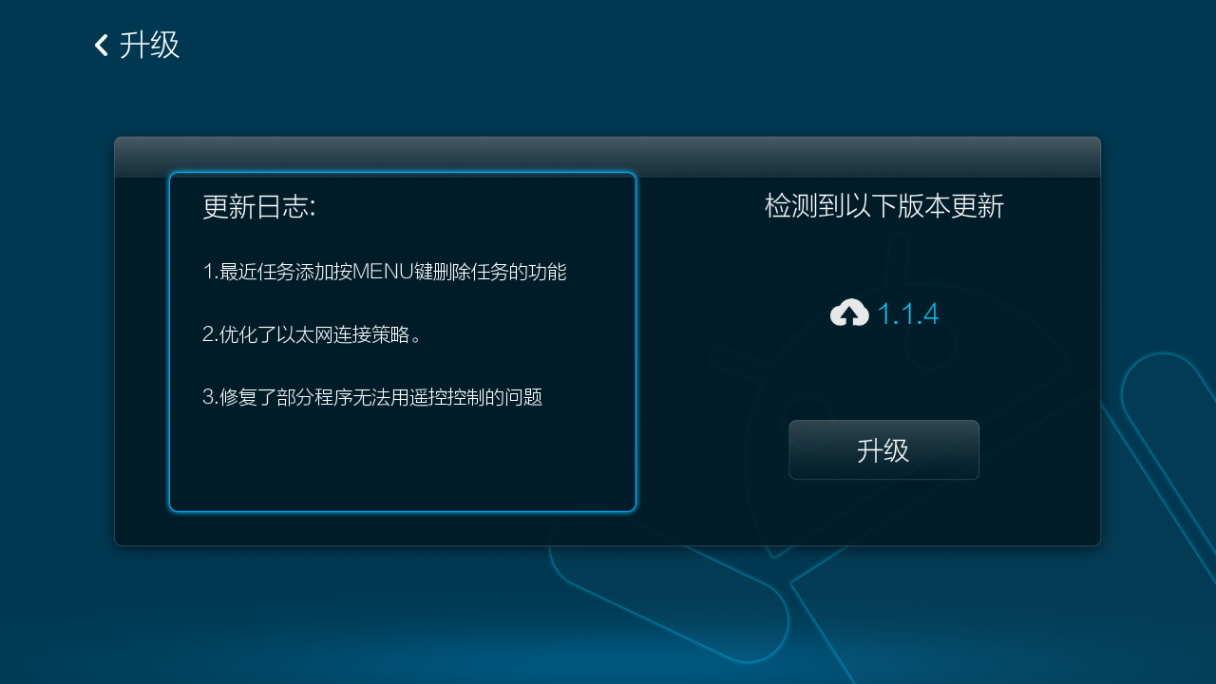 升级
更新日志:
1.最近任务添加按MENU键删除任务的功能
2.优化了以太网连接策略。
3.修复了部分程序无法用遥控控制的问题
检测到以下版本更新
1.1.4
升级